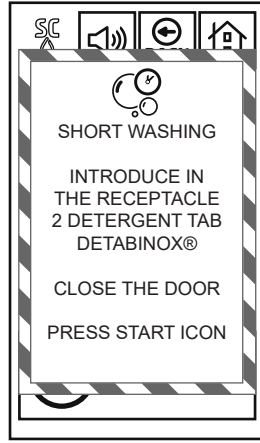 SC
SHORT WASHING
INTRODUCE IN
THE RECEPTACLE
2 DETERGENT TAB
DETABINOX®
CLOSE THE DOOR
PRESS START ICON